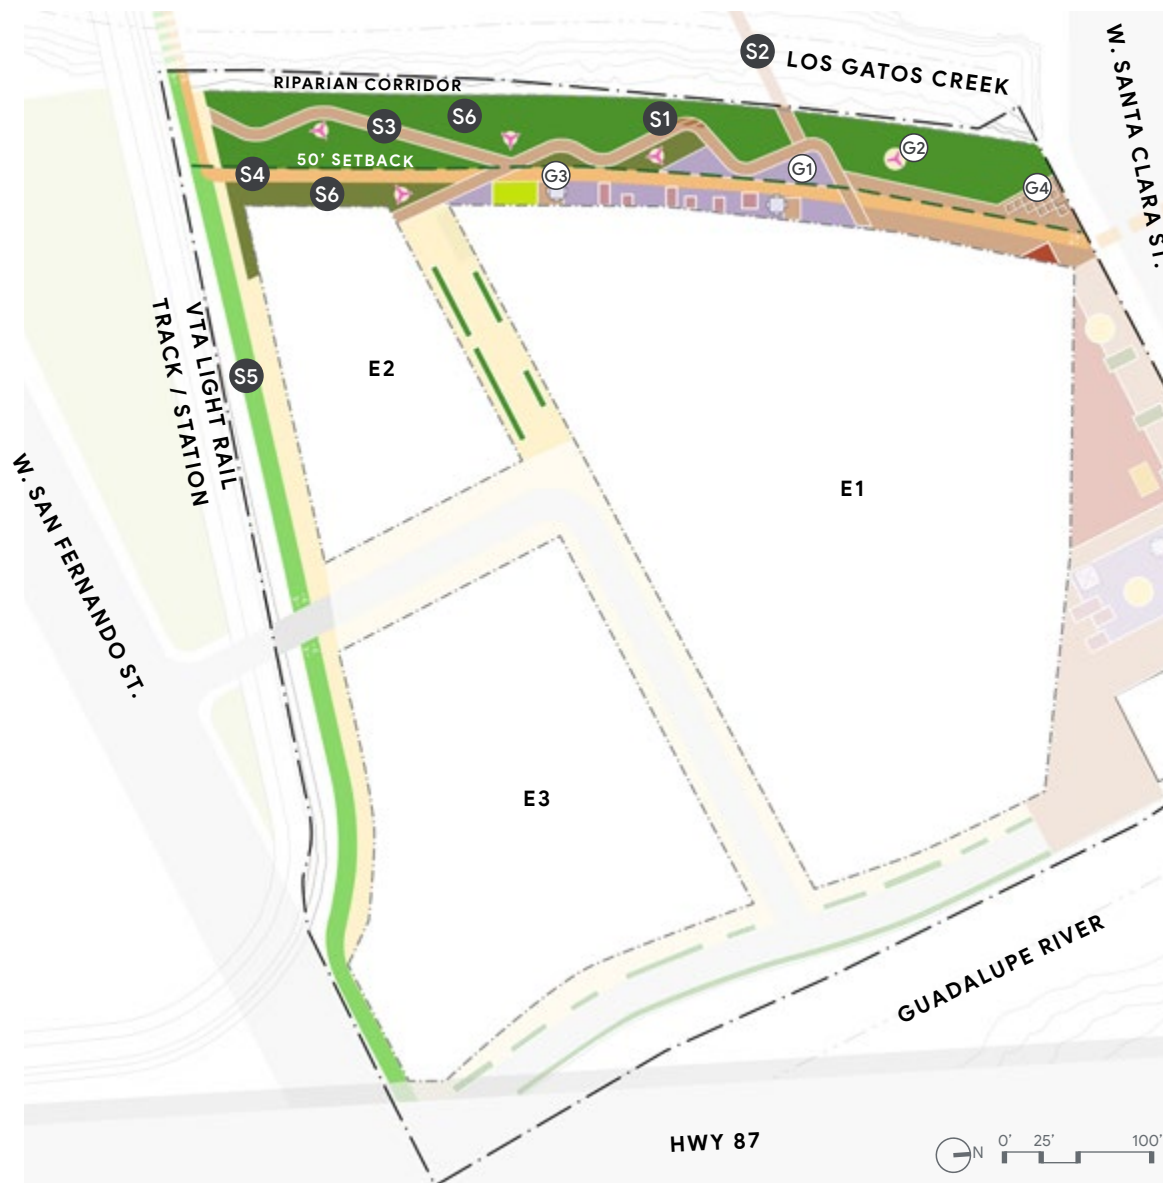 S2 LOS GATOS CREEK
W. SANTA CLARA ST.
RIPARIAN CORRIDOR
S3
S6
S1
G2
50' SETBACK
S4
S6
G3
G1
G4
VTA LIGHT RAIL
TRACK / STATION
S5
E2
E1
W. SAN FERNANDO ST.
E3
GUADALUPE RIVER
HWY 87
N
0' 25' 100'